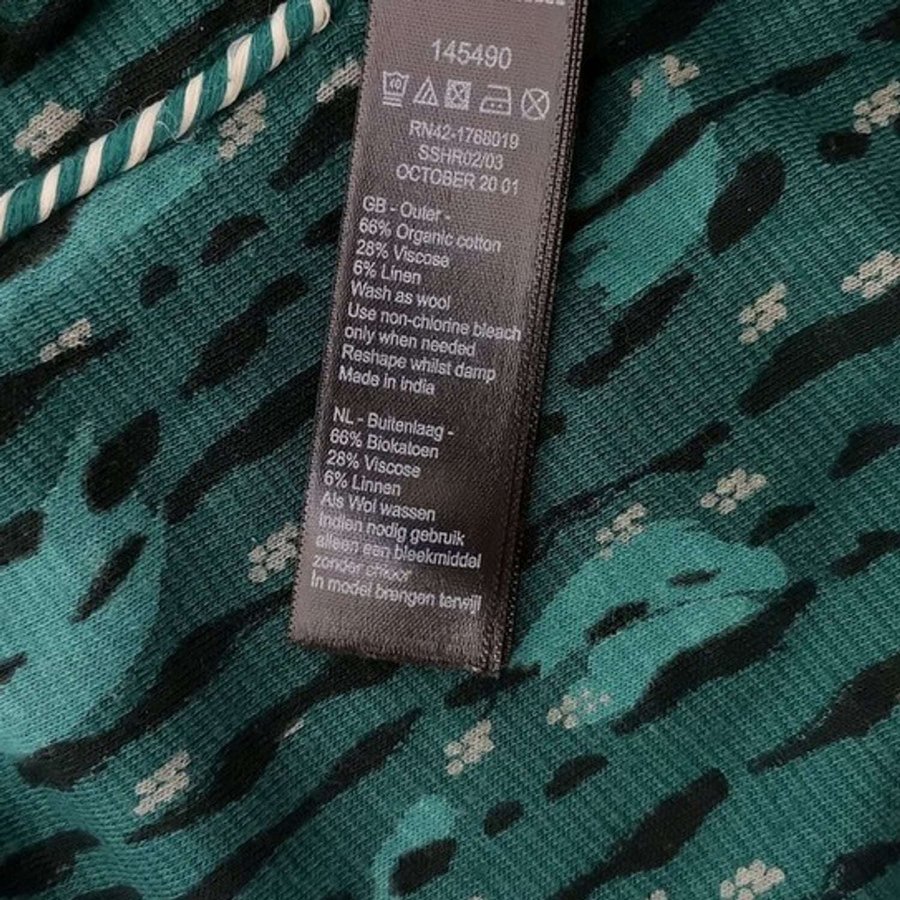 145490
40
RN42-1768019
SSHR02/03
OCTOBER 20 01
GB - Outer -
66% Organic cotton
28% Viscose
6% Linen
Wash as wool
Use non-chlorine bleach
only when needed
Reshape whilst damp
Made in India
NL - Buitenlaag -
66% Biokatoen
28% Viscose
6% Linnen
Als Wol wassen
Indien nodig gebruik
alleen een bleekmiddel
zonder chloor
In model brengen terwijl